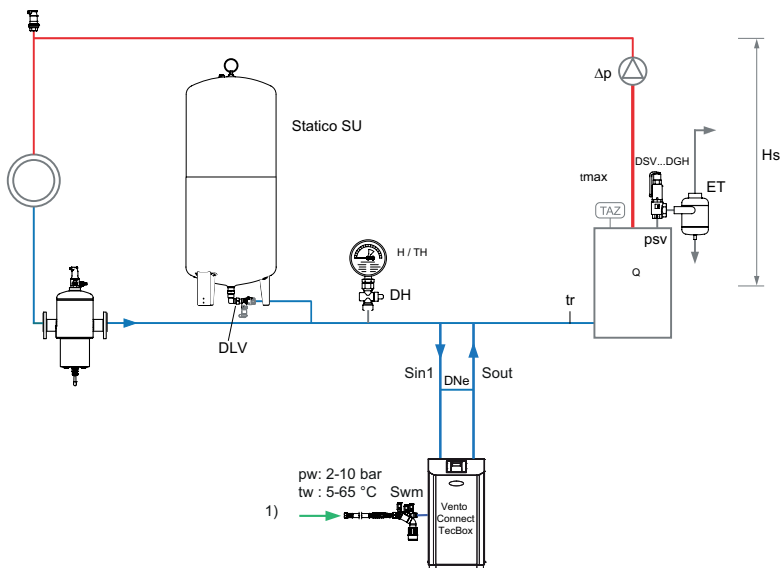 Δp
Statico SU
Hs
DSV...DGH
tmax
ET
TAZ
psv
H / TH
Q
DH
tr
DLV
Sin1
Sout
DNe
pw: 2-10 bar
tw : 5-65 °C
Swm
1)
Vento
Connect
TecBox